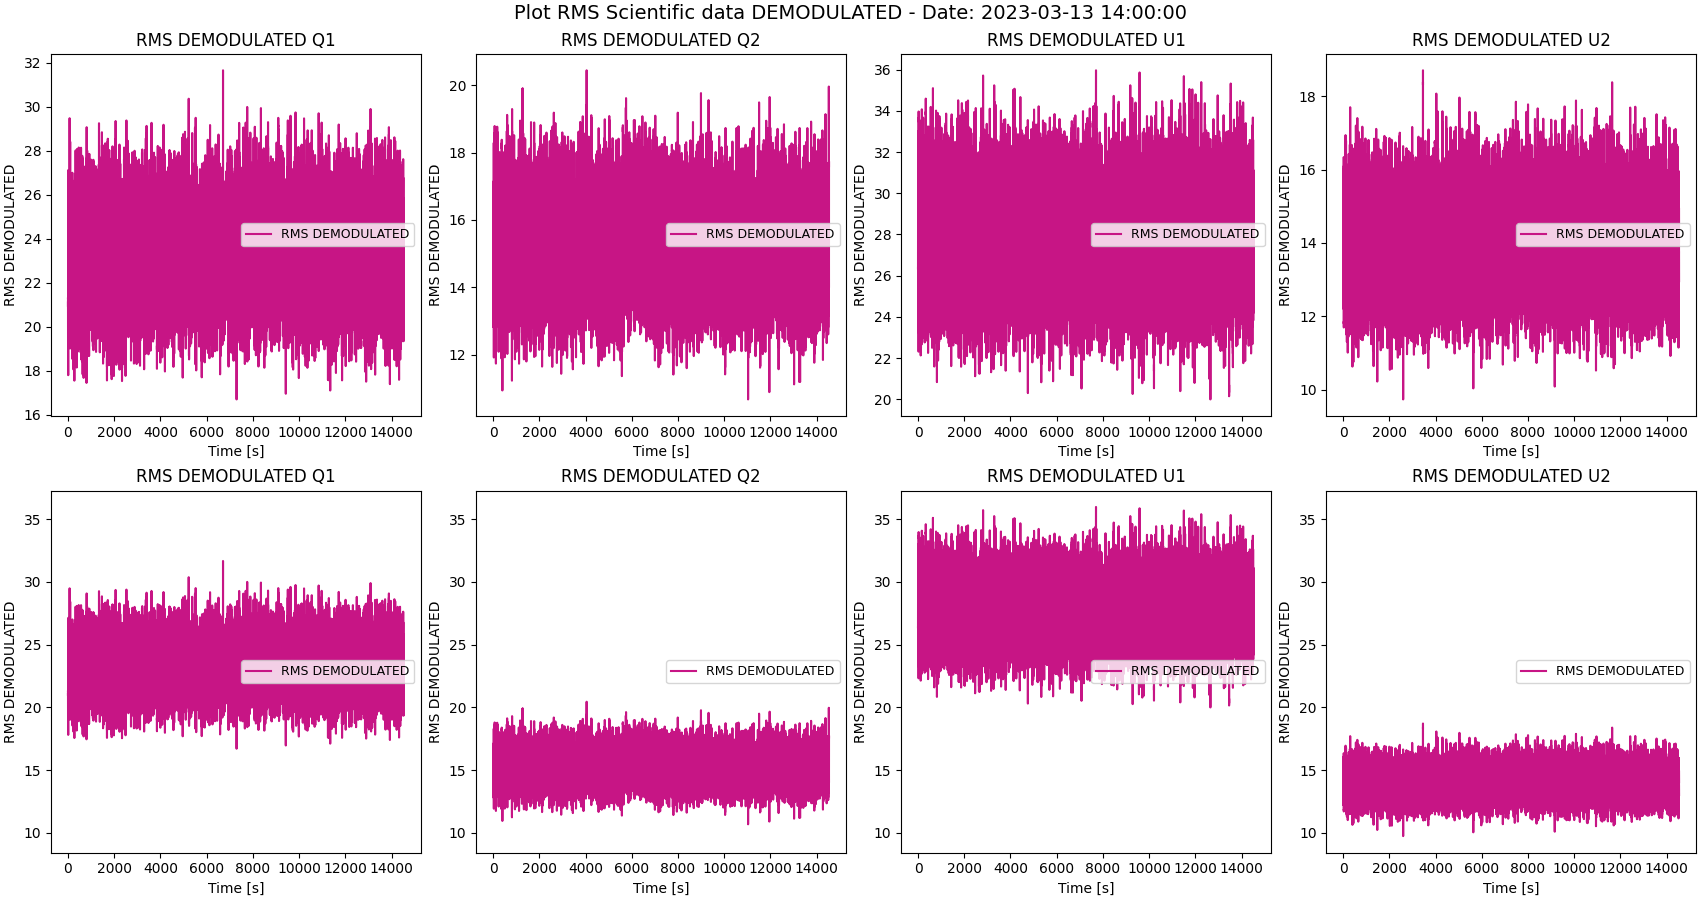 Plot RMS Scientific data DEMODULATED - Date: 2023-03-13 14:00:00
RMS DEMODULATED Q1
RMS DEMODULATED
32
30
28
26
24
22
20
18
16
RMS DEMODULATED
0 2000 4000 6000 8000 10000 12000 14000
Time [s]
RMS DEMODULATED Q2
RMS DEMODULATED
20
18
16
14
12
RMS DEMODULATED
0 2000 4000 6000 8000 10000 12000 14000
Time [s]
RMS DEMODULATED U1
RMS DEMODULATED
36
34
32
30
28
26
24
22
20
RMS DEMODULATED
0 2000 4000 6000 8000 10000 12000 14000
Time [s]
RMS DEMODULATED U2
RMS DEMODULATED
18
16
14
12
10
RMS DEMODULATED
0 2000 4000 6000 8000 10000 12000 14000
Time [s]
RMS DEMODULATED Q1
RMS DEMODULATED
35
30
25
20
15
10
RMS DEMODULATED
0 2000 4000 6000 8000 10000 12000 14000
Time [s]
RMS DEMODULATED Q2
RMS DEMODULATED
35
30
25
20
15
10
RMS DEMODULATED
0 2000 4000 6000 8000 10000 12000 14000
Time [s]
RMS DEMODULATED U1
RMS DEMODULATED
35
30
25
20
15
10
RMS DEMODULATED
0 2000 4000 6000 8000 10000 12000 14000
Time [s]
RMS DEMODULATED U2
RMS DEMODULATED
35
30
25
20
15
10
RMS DEMODULATED
0 2000 4000 6000 8000 10000 12000 14000
Time [s]